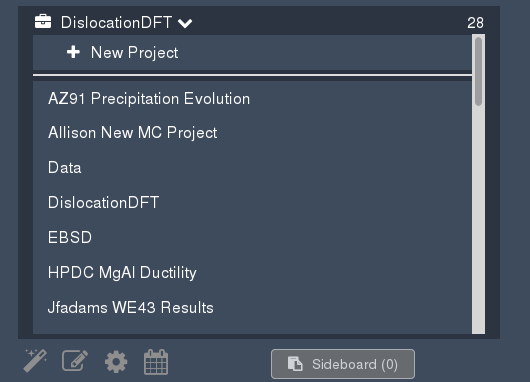 DislocationDFT 28
New Project
AZ91 Precipitation Evolution
Allison New MC Project
Data
DislocationDFT
EBSD
HPDC MgAl Ductility
Jfadams WE43 Results
Sideboard (0)